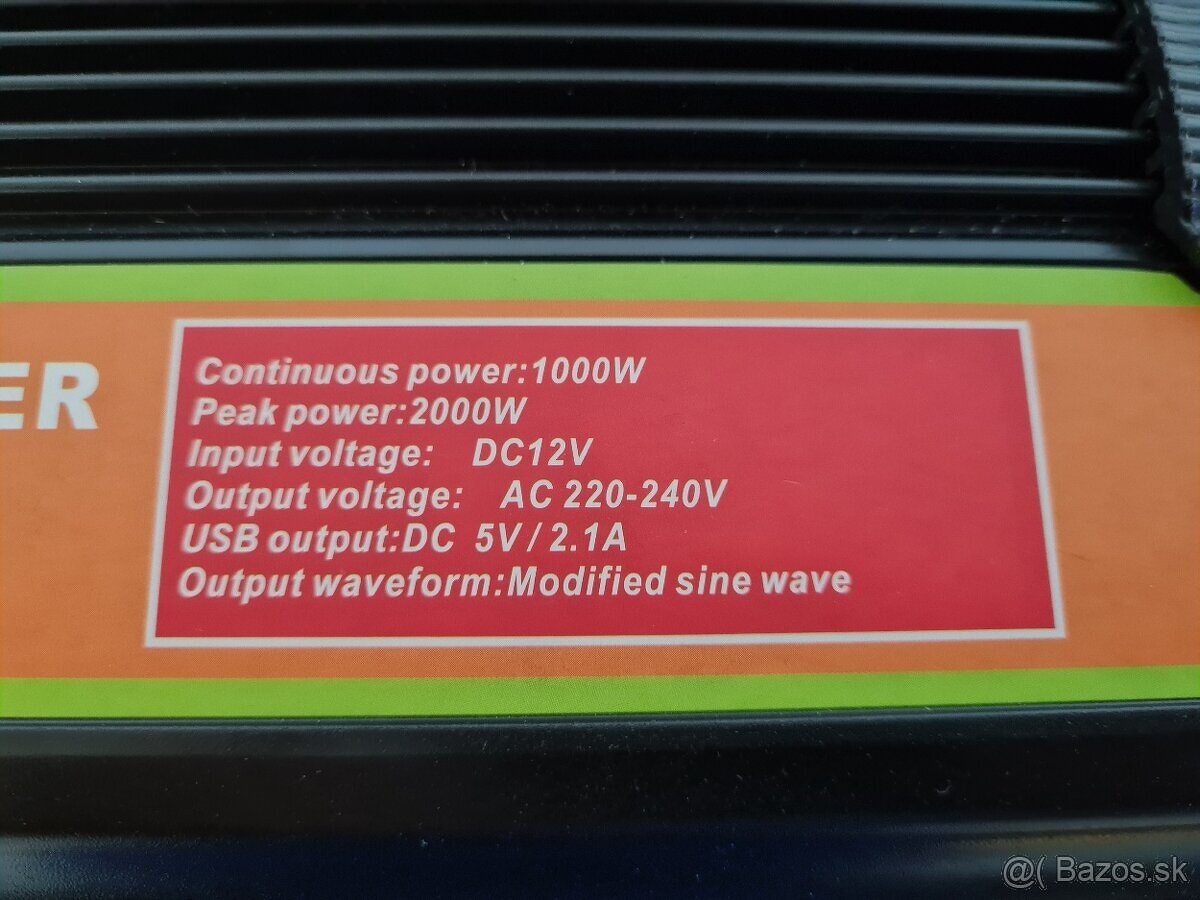 ER
Continuous power:1000W
Peak power:2000W
Input voltage: DC12V
Output voltage: AC 220-240V
USB output:DC 5V / 2.1A
Output waveform:Modified sine wave
@( Bazos.sk